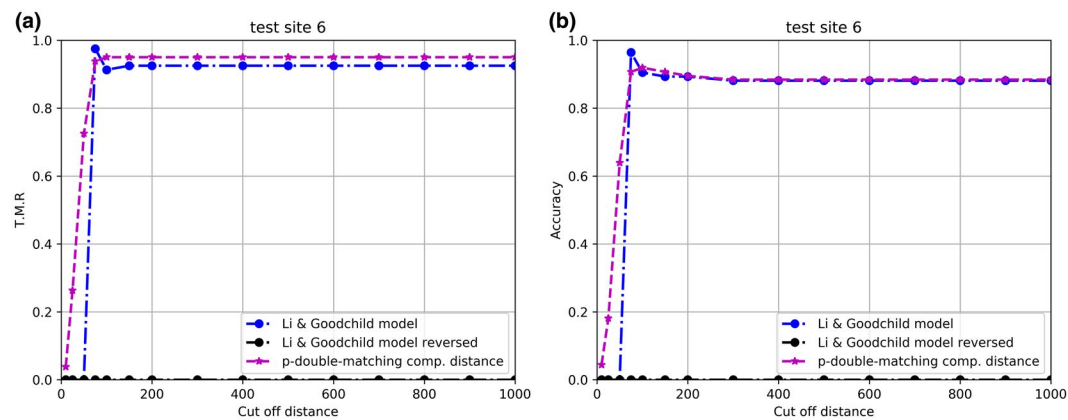 (a)
test site 6
1.0
0.8
0.6
0.4
0.2
0.0
T.M.R
0 200 400 600 800 1000
Cut off distance
Li & Goodchild model
Li & Goodchild model reversed
p-double-matching comp. distance
(b)
test site 6
1.0
0.8
0.6
0.4
0.2
0.0
Accuracy
0 200 400 600 800 1000
Cut off distance
Li & Goodchild model
Li & Goodchild model reversed
p-double-matching comp. distance